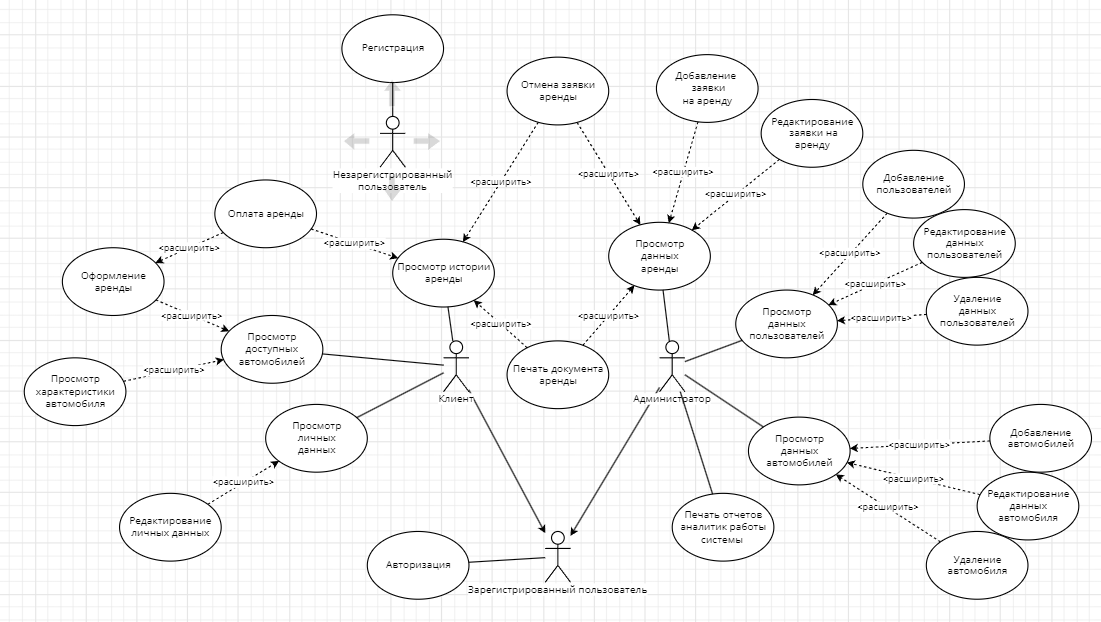 Регистрация
Отмена заявки
аренды
Добавление
заявки
на аренду
Редактирование
заявки на
аренду
Незарегистрированный
пользователь
<расширить>
<расширить>
<расширить>
<расширить>
Добавление
пользователей
Оплата аренды
<расширить>
<расширить>
Просмотр истории
аренды
Просмотр
данных
аренды
<расширить>
Редактирование
данных
пользователей
Оформление
аренды
<расширить>
<расширить>
Удаление
данных
пользователей
<расширить>
<расширить>
<расширить>
<расширить>
Просмотр
данных
пользователей
Просмотр
доступных
автомобилей
<расширить>
Просмотр
характеристики
автомобиля
Печать документа
аренды
Клиент
Администратор
Просмотр
личных
данных
Просмотр
данных
автомобилей
<расширить>
Добавление
автомобилей
<расширить>
<расширить>
Редактирование
данных
автомобиля
<расширить>
Редактирование
личных данных
Печать отчетов
аналитик работы
системы
Удаление
автомобиля
Авторизация
Зарегистрированный пользователь